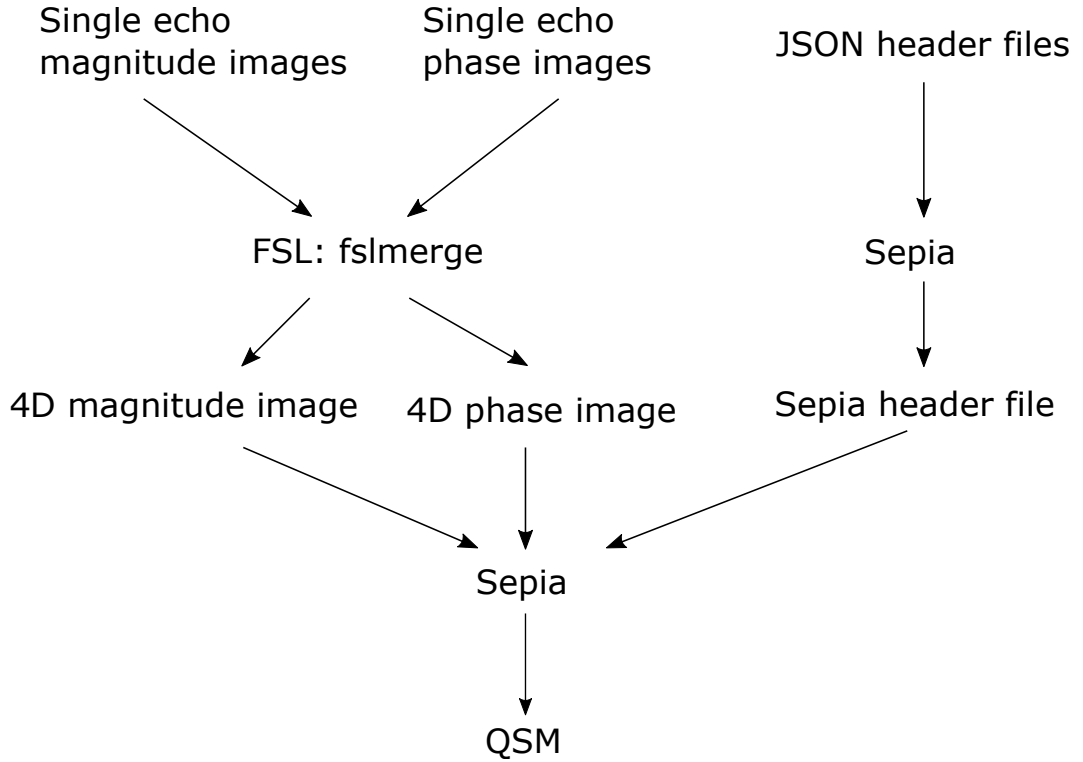 Single echo
magnitude images
Single echo
phase images
JSON header files
FSL: fslmerge
Sepia
4D magnitude image
4D phase image
Sepia header file
Sepia
QSM